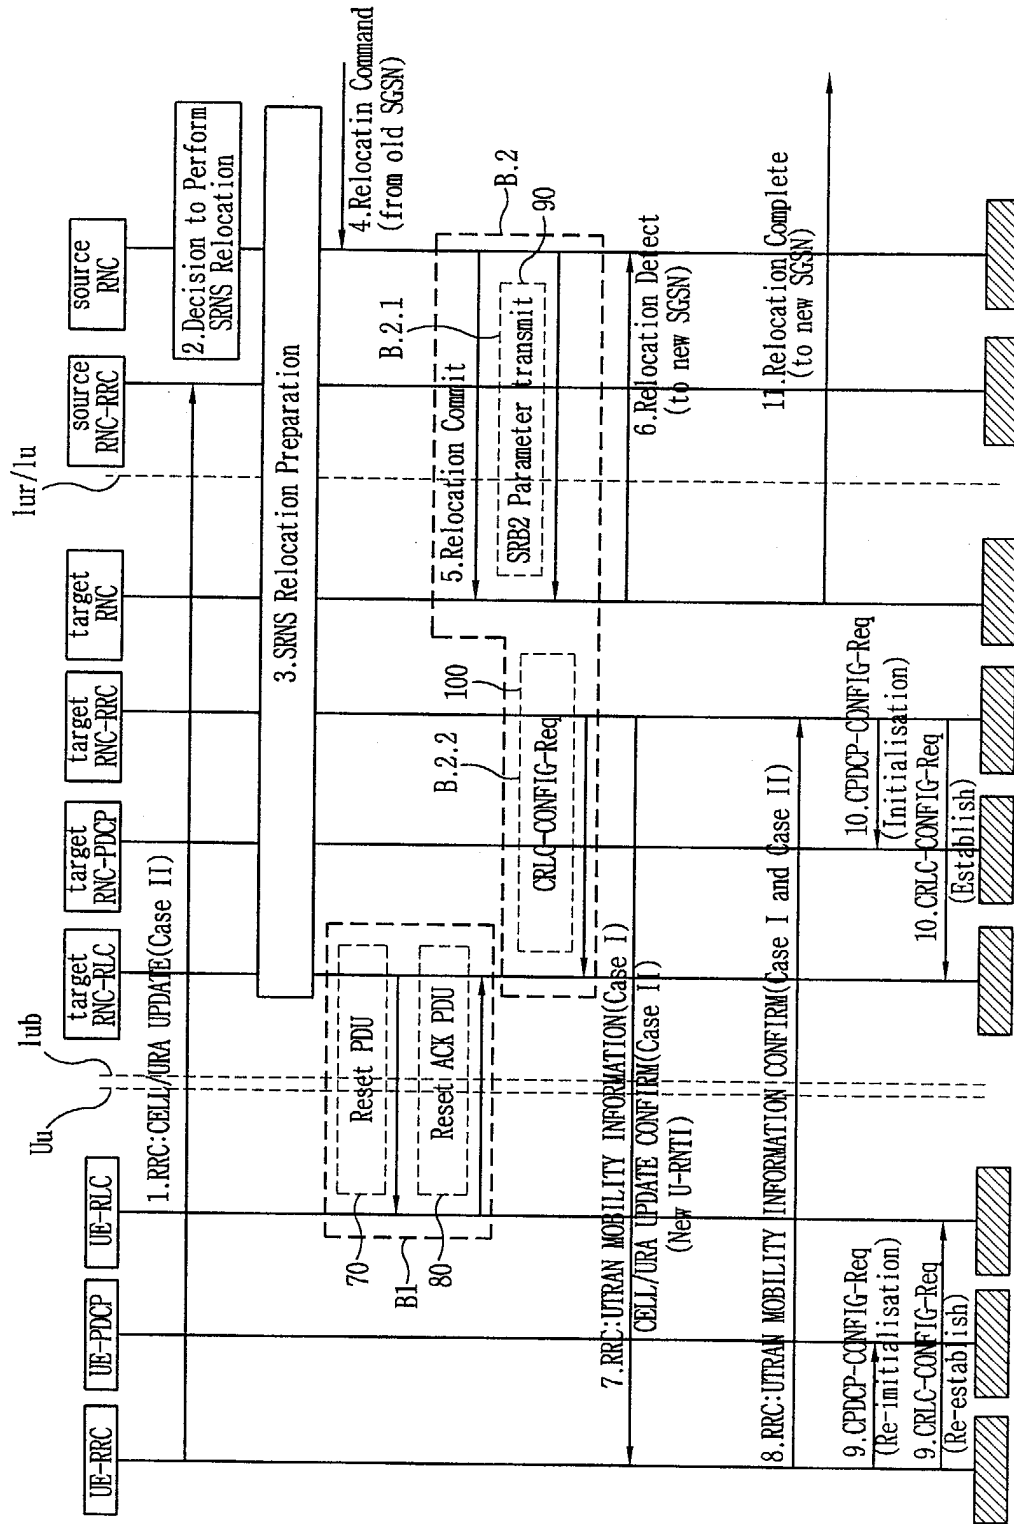 UE-RRC
UE-PDCP
UE-RLC
Uu
lub
target
RNC-RLC
target
RNC-PDCP
target
RNC-RRC
target
RNC
lur/lu
source
RNC-RRC
source
RNC
1.RRC:CELL/URA UPDATE(Case II)
2.Decision to Perform
SRNS Relocation
3.SRNS Relocation Preparation
4.Relocatin Command
(from old SGSN)
70
Reset PDU
80
Reset ACK PDU
B1
5.Relocation Commit
B.2
B.2.1
90
SRB2 Parameter transmit
B.2.2
100
CRLC-CONFIG-Req
6.Relocation Detect
(to new SGSN)
7.RRC:UTRAN MOBILITY INFORMATION(Case I)
CELL/URA UPDATE CONFIRM(Case II)
(New U-RNTI)
8.RRC:UTRAN MOBILITY INFORMATION CONFIRM(Case I and Case II)
9.CPDCP-CONFIG-Req
(Re-imitialisation)
9.CRLC-CONFIG-Req
(Re-establish)
10.CPDCP-CONFIG-Req
(Initialisation)
10.CRLC-CONFIG-Req
(Establish)
11.Relocation Complete
(to new SGSN)